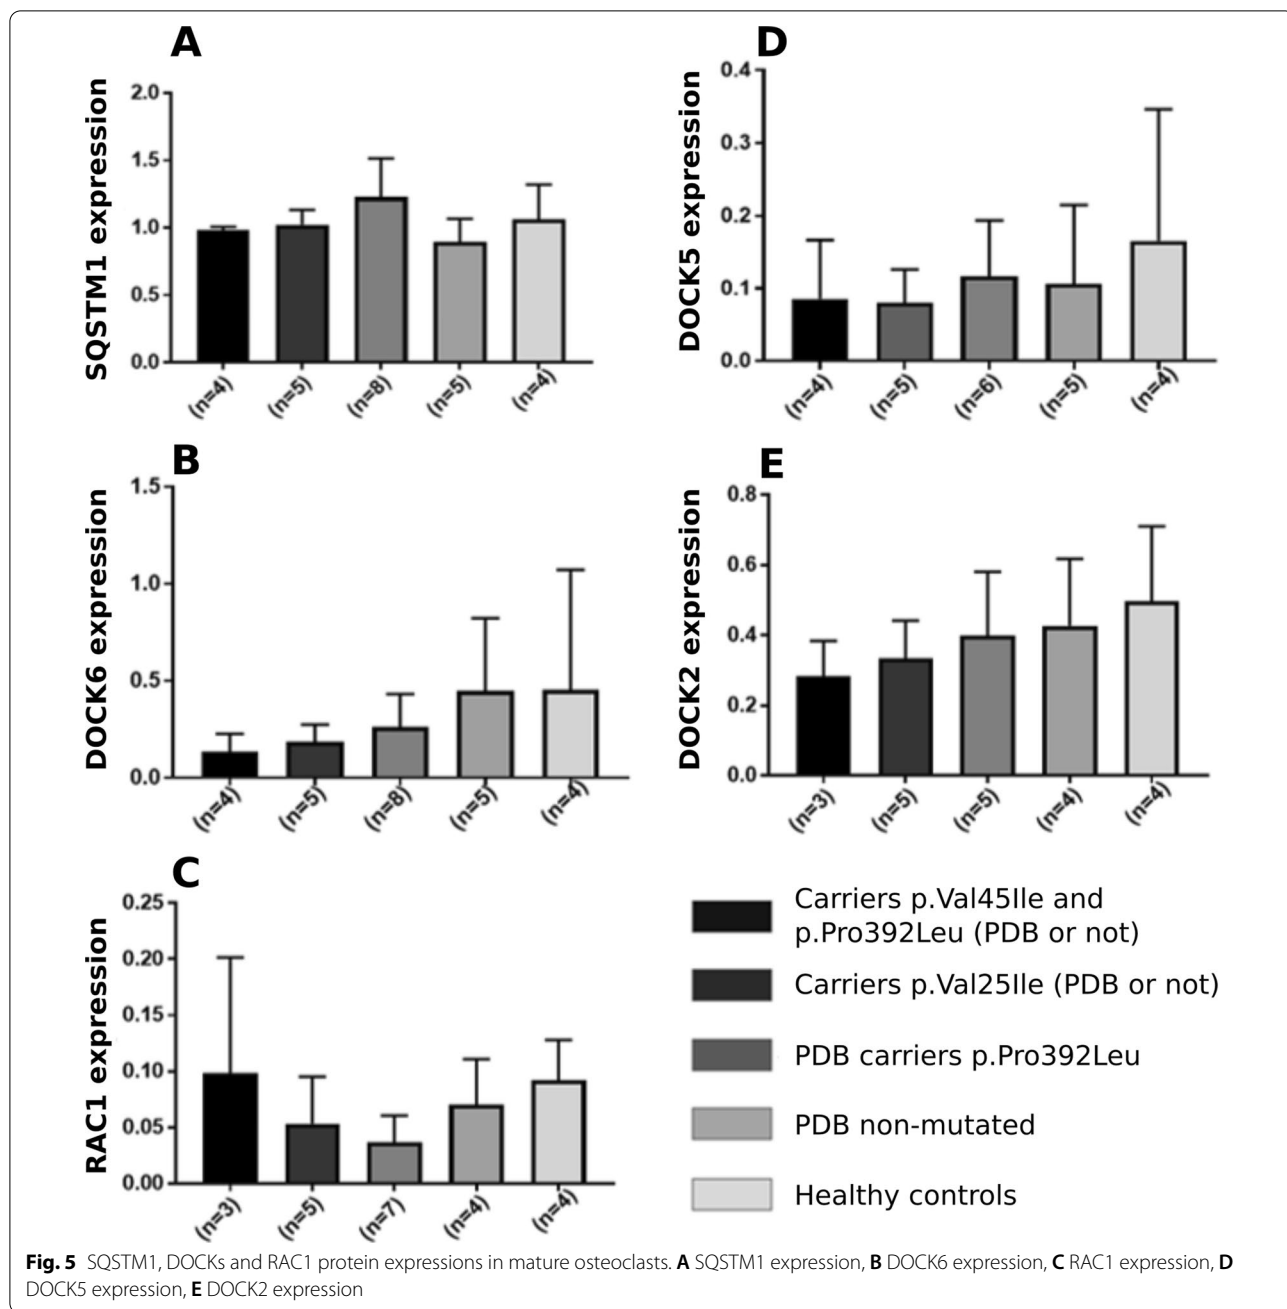 A
SQSTM1 expression
2.0
1.5
1.0
0.5
0.0
(n=4)
(n=5)
(n=8)
(n=5)
(n=4)
B
DOCK6 expression
1.5
1.0
0.5
0.0
(n=4)
(n=5)
(n=8)
(n=5)
(n=4)
C
RAC1 expression
0.25
0.20
0.15
0.10
0.05
0.00
(n=3)
(n=5)
(n=7)
(n=4)
(n=4)
D
DOCK5 expression
0.4
0.3
0.2
0.1
0.0
(n=4)
(n=5)
(n=6)
(n=5)
(n=4)
E
DOCK2 expression
0.8
0.6
0.4
0.2
0.0
(n=3)
(n=5)
(n=5)
(n=4)
(n=4)
Carriers p.Val45Ile and
p.Pro392Leu (PDB or not)
Carriers p.Val25Ile (PDB or not)
PDB carriers p.Pro392Leu
PDB non-mutated
Healthy controls
Fig. 5 SQSTM1, DOCKs and RAC1 protein expressions in mature osteoclasts. A SQSTM1 expression, B DOCK6 expression, C RAC1 expression, D
DOCK5 expression, E DOCK2 expression